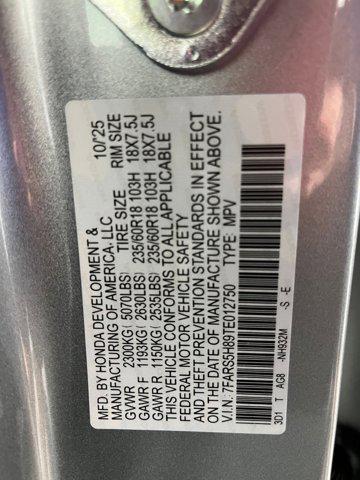 MFD. BY HONDA DEVELOPMENT & 10/25
MANUFACTURING OF AMERICA. LLC
TIRE SIZE RIM SIZE
GVWR 2300KG(5070LBS)
GAWR F 1193KG(2630LBS) 235/60R18 103H 18X7.5J
GAWR R 1150KG(2535LBS) 235/60R18 103H 18X7.5J
THIS VEHICLE CONFORMS TO ALL APPLICABLE
FEDERAL MOTOR VEHICLE SAFETY
AND THEFT PREVENTION STANDARDS IN EFFECT
ON THE DATE OF MANUFACTURE SHOWN ABOVE.
V.I.N.: 7FARS5H89TE012750 TYPE: MPV
3D1 T AG8 -NH932M -S -E